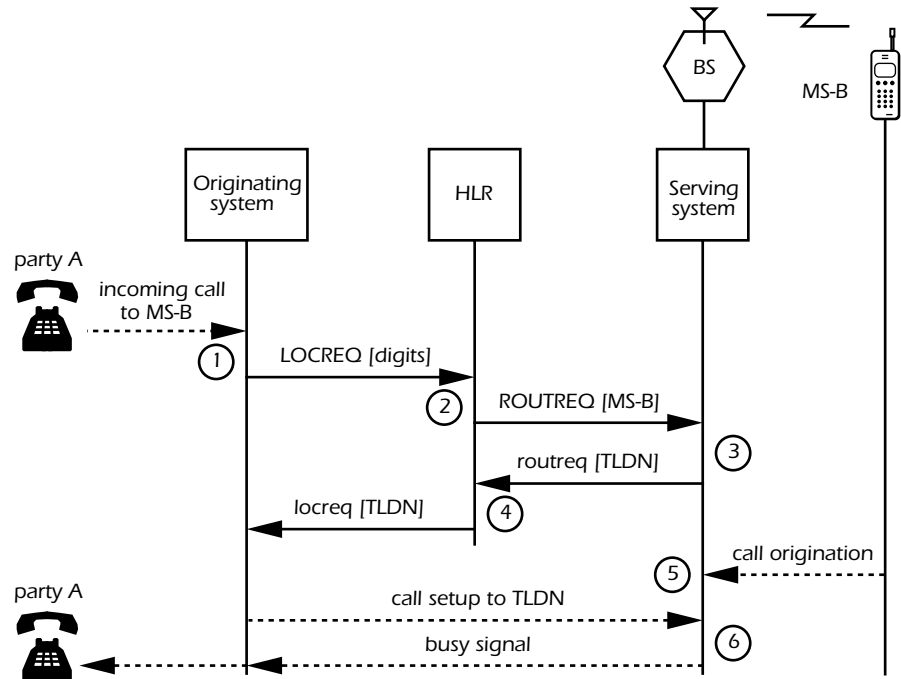 BS
MS-B
Originating
system
HLR
Serving
system
party A
incoming call
to MS-B
1
LOCREQ [digits]
2
ROUTREQ [MS-B]
3
routreq [TLDN]
4
locreq [TLDN]
call origination
5
party A
call setup to TLDN
6
busy signal